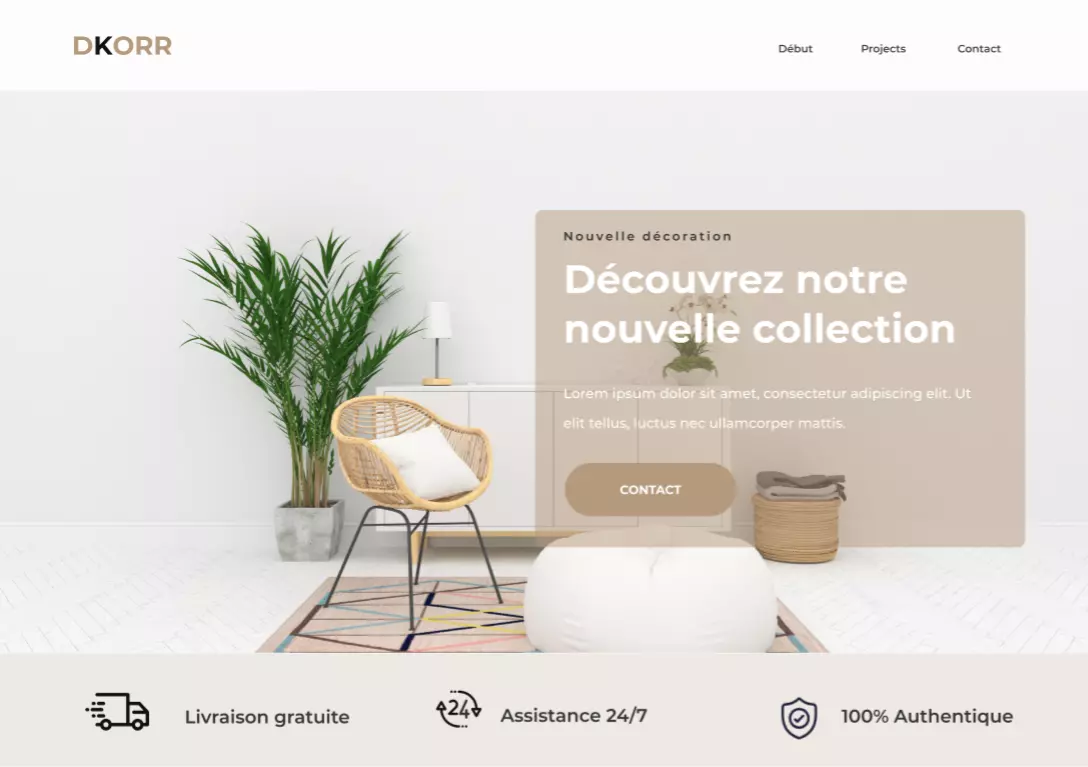 DKORR
Début Projects Contact
Nouvelle décoration
Découvrez notre
nouvelle collection
Lorem ipsum dolor sit amet, consectetur adipiscing elit. Ut
elit tellus, luctus nec ullamcorper mattis.
CONTACT
Livraison gratuite
24
Assistance 24/7
100% Authentique